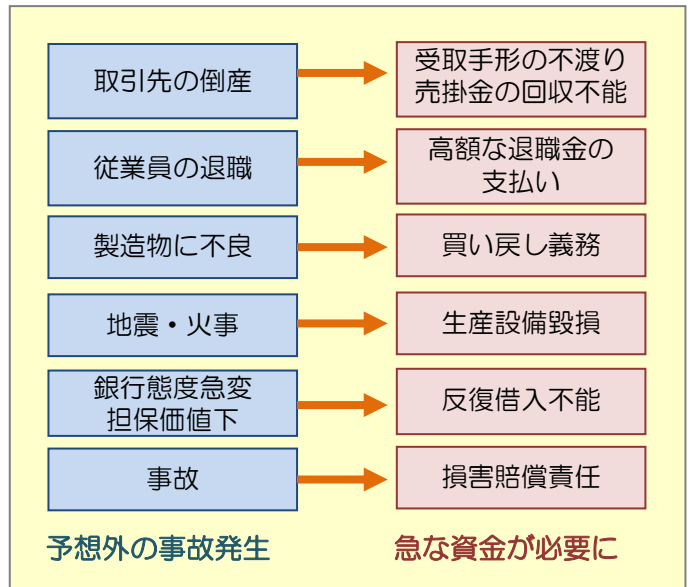 取引先の倒産
受取手形の不渡り
売掛金の回収不能
従業員の退職
高額な退職金の
支払い
製造物に不良
買い戻し義務
地震・火事
生産設備毀損
銀行態度急変
担保価値下
反復借入不能
事故
損害賠償責任
予想外の事故発生
急な資金が必要に